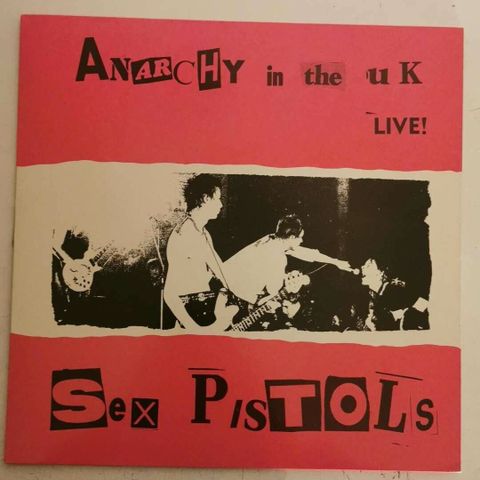 ANARCHY in the UK
LIVE!
Sex PISTOLs